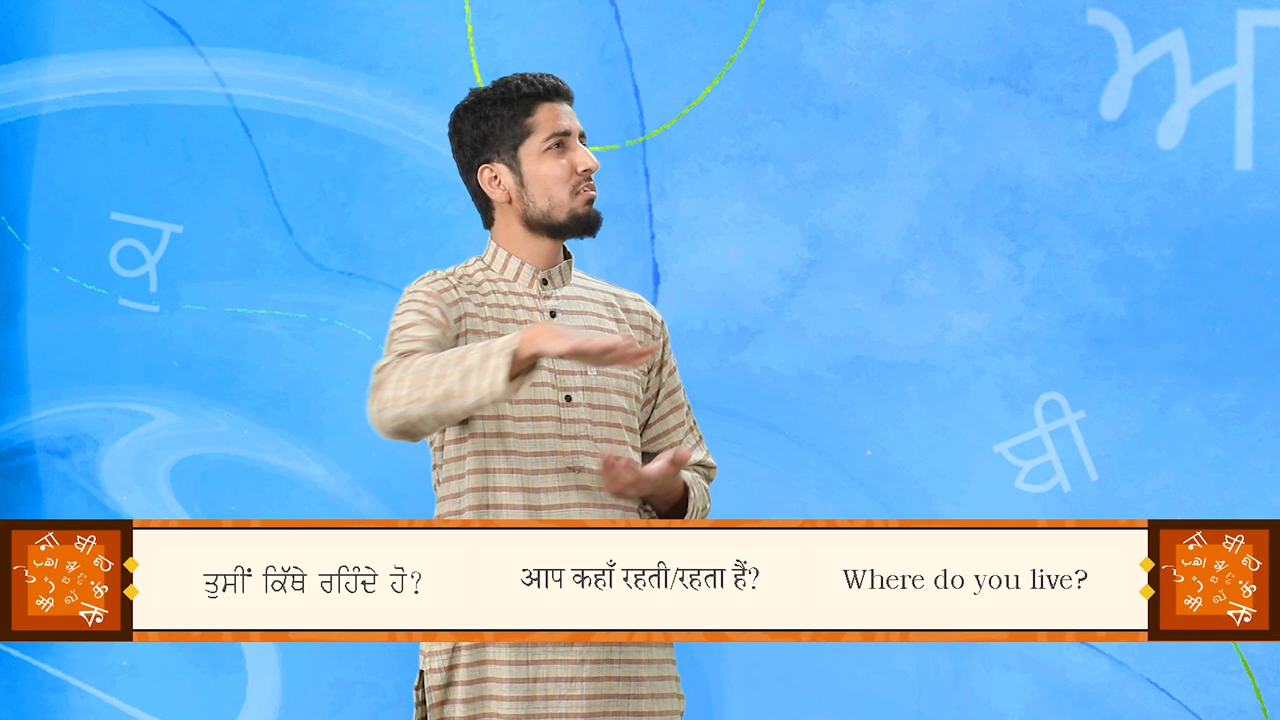 ਅ
ਕੁ
ਬੀ
ਤੁਸੀਂ ਕਿੱਥੇ ਰਹਿੰਦੇ ਹੋ?
आप कहाँ रहती/रहता हैं?
Where do you live?